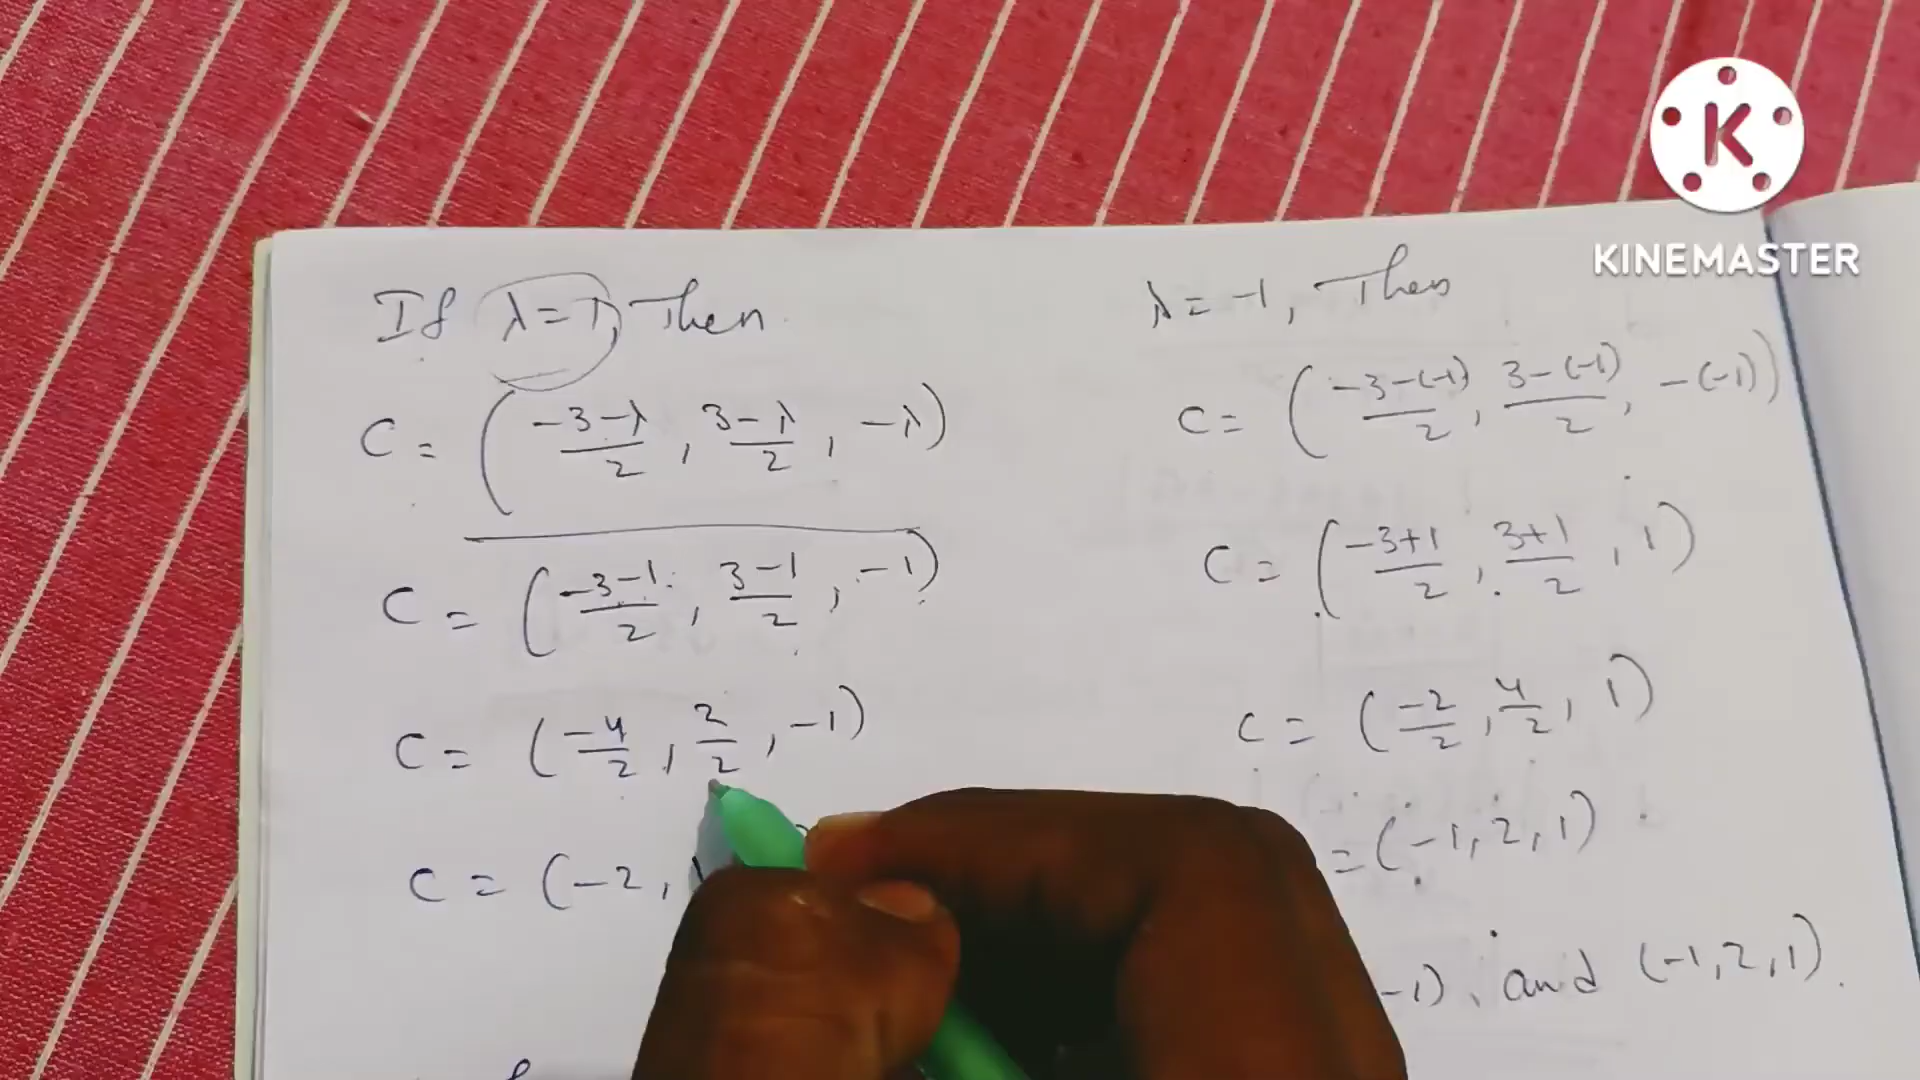 KINEMASTER
If λ=1, Then
C = (-3-λ/2, 3-λ/2, -λ)
C = (-3-1/2, 3-1/2, -1)
C = (-4/2, 2/2, -1)
C = (-2,
λ=-1, Then
C = (-3-(-1)/2, 3-(-1)/2, -(-1))
C = (-3+1/2, 3+1/2, 1)
C = (-2/2, 4/2, 1)
=(-1, 2, 1)
-1), and (-1, 2, 1).